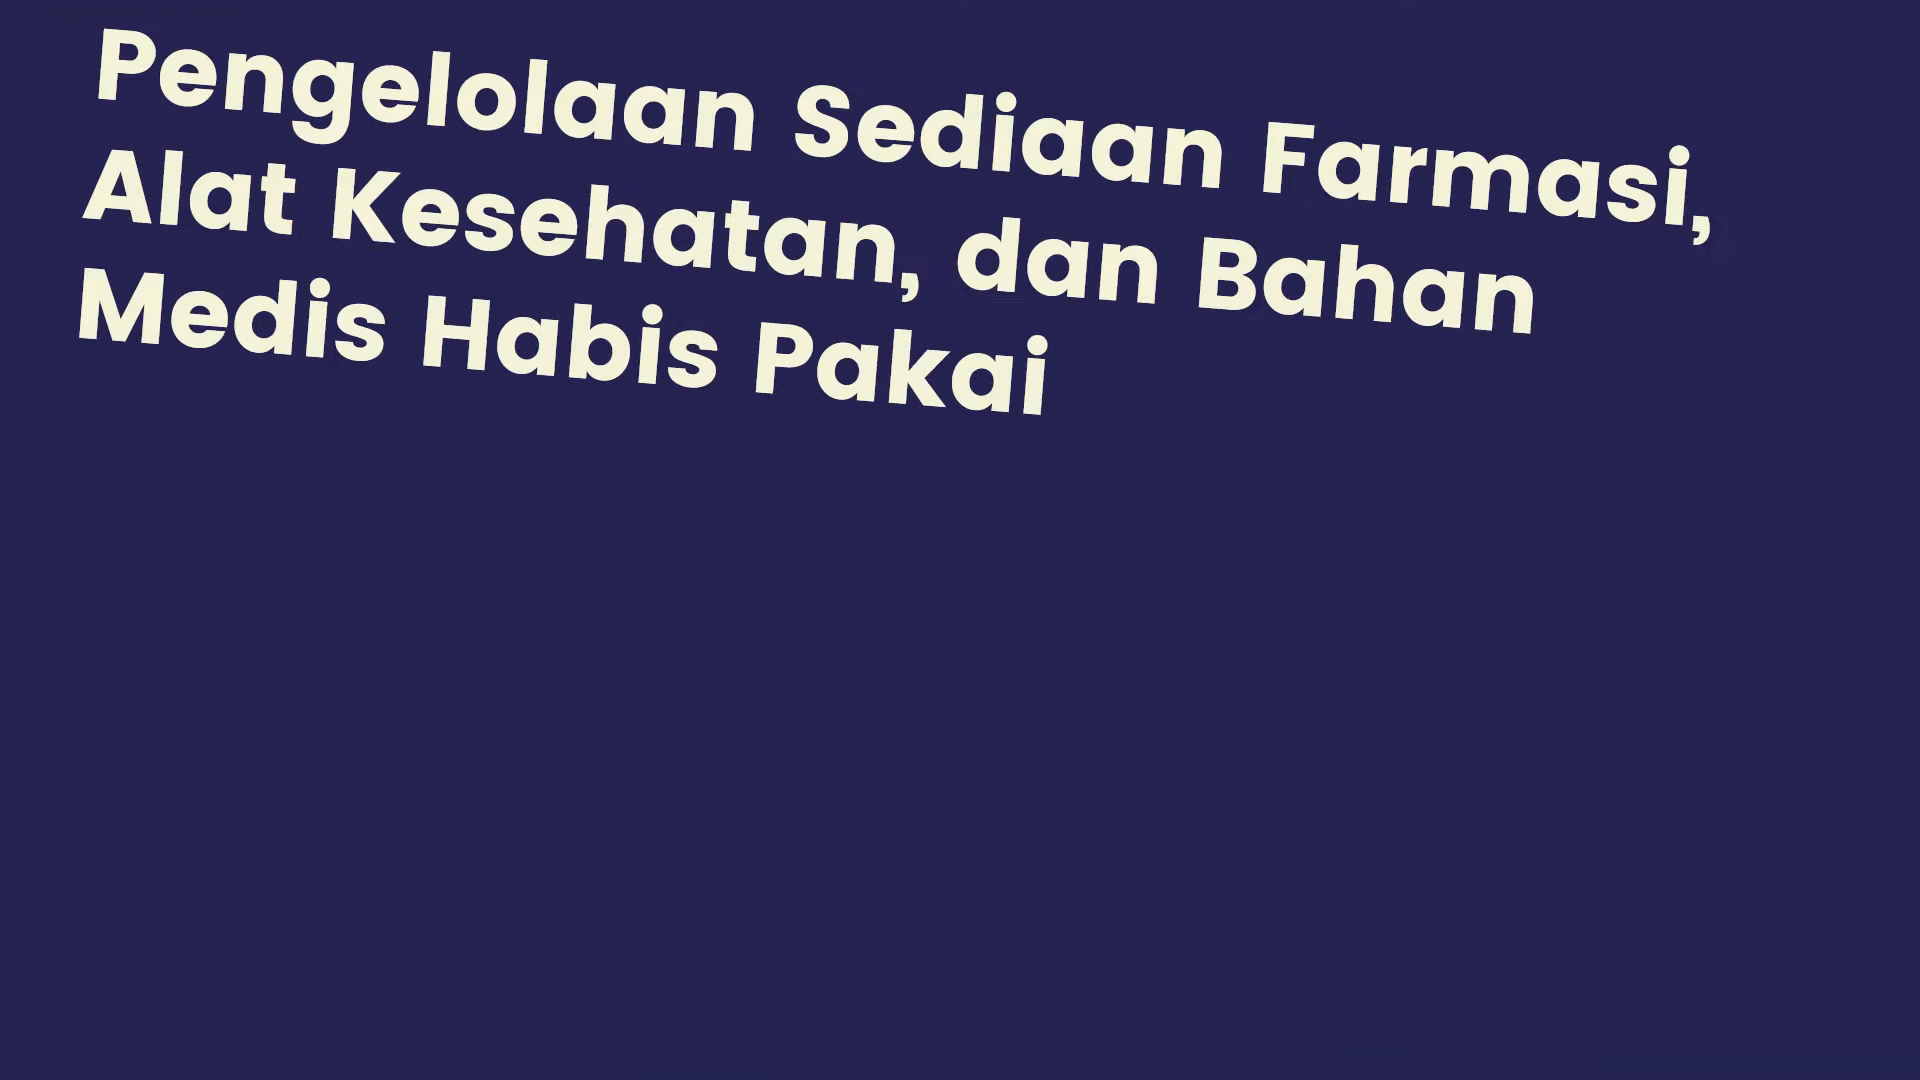 Pengelolaan Sediaan Farmasi,
Alat Kesehatan, dan Bahan
Medis Habis Pakai